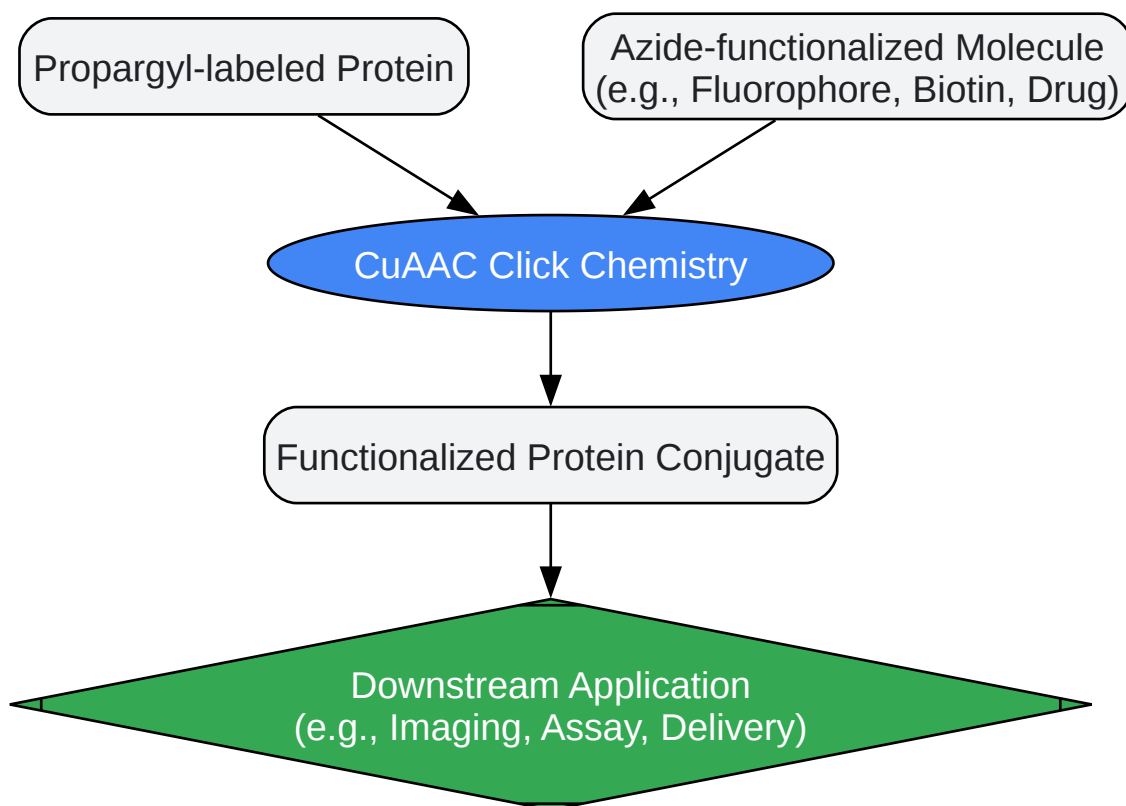 Propargyl-labeled Protein
Azide-functionalized Molecule
(e.g., Fluorophore, Biotin, Drug)
CuAAC Click Chemistry
Functionalized Protein Conjugate
Downstream Application
(e.g., Imaging, Assay, Delivery)